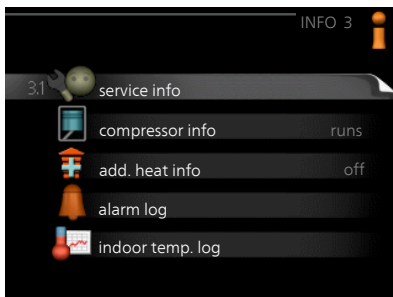 INFO 3
3.1 service info
compressor info runs
add. heat info off
alarm log
indoor temp. log